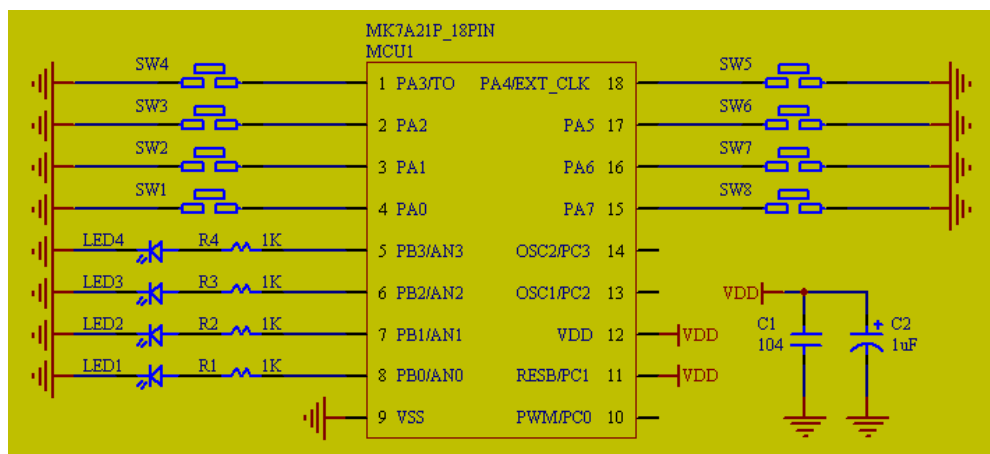 MK7A21P_18PIN
MCU1
SW4
1 PA3/TO
PA4/EXT_CLK 18
SW5
SW3
2 PA2
PA5 17
SW6
SW2
3 PA1
PA6 16
SW7
SW1
4 PA0
PA7 15
SW8
LED4 R4 1K
5 PB3/AN3
OSC2/PC3 14
LED3 R3 1K
6 PB2/AN2
OSC1/PC2 13
VDD
LED2 R2 1K
7 PB1/AN1
VDD 12
VDD
C1
104
+ C2
1uF
LED1 R1 1K
8 PB0/AN0
RESB/PC1 11
VDD
9 VSS
PWM/PC0 10